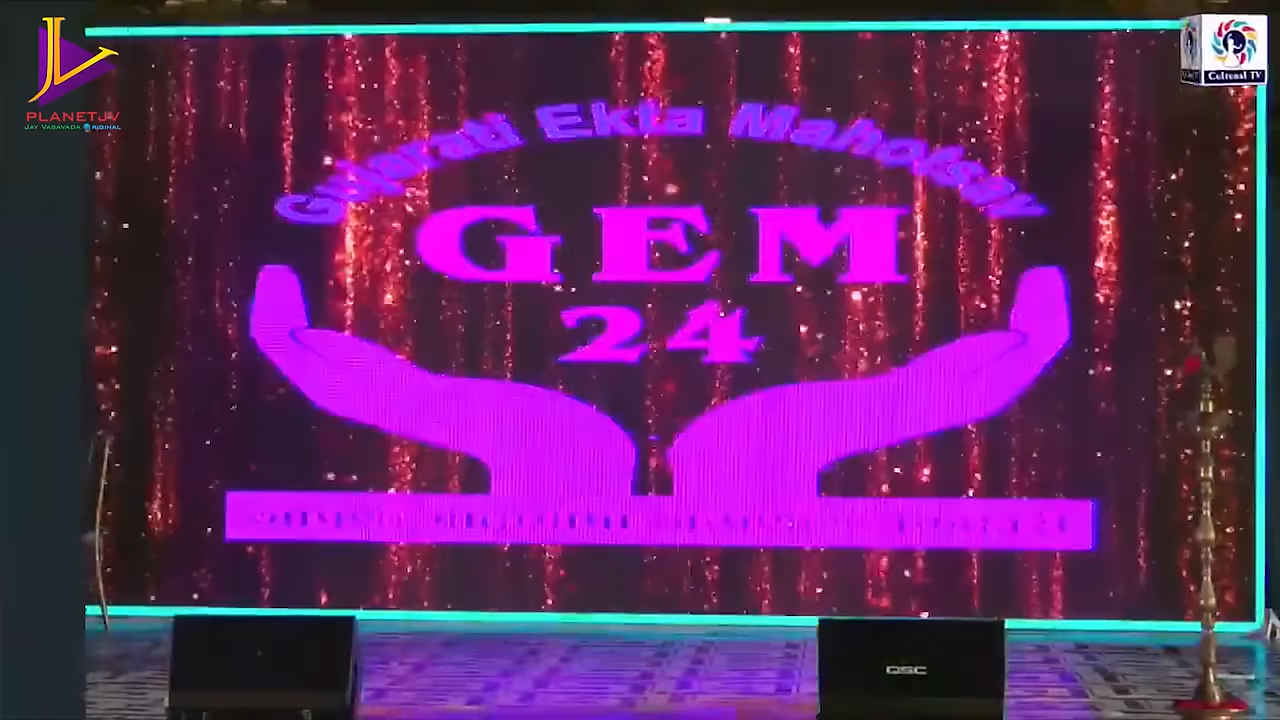 PLANETJV
JAY VASAVADA ORIGINAL
Cultural TV
Gujarati Ekta Mahotsav
GEM
24
QSC